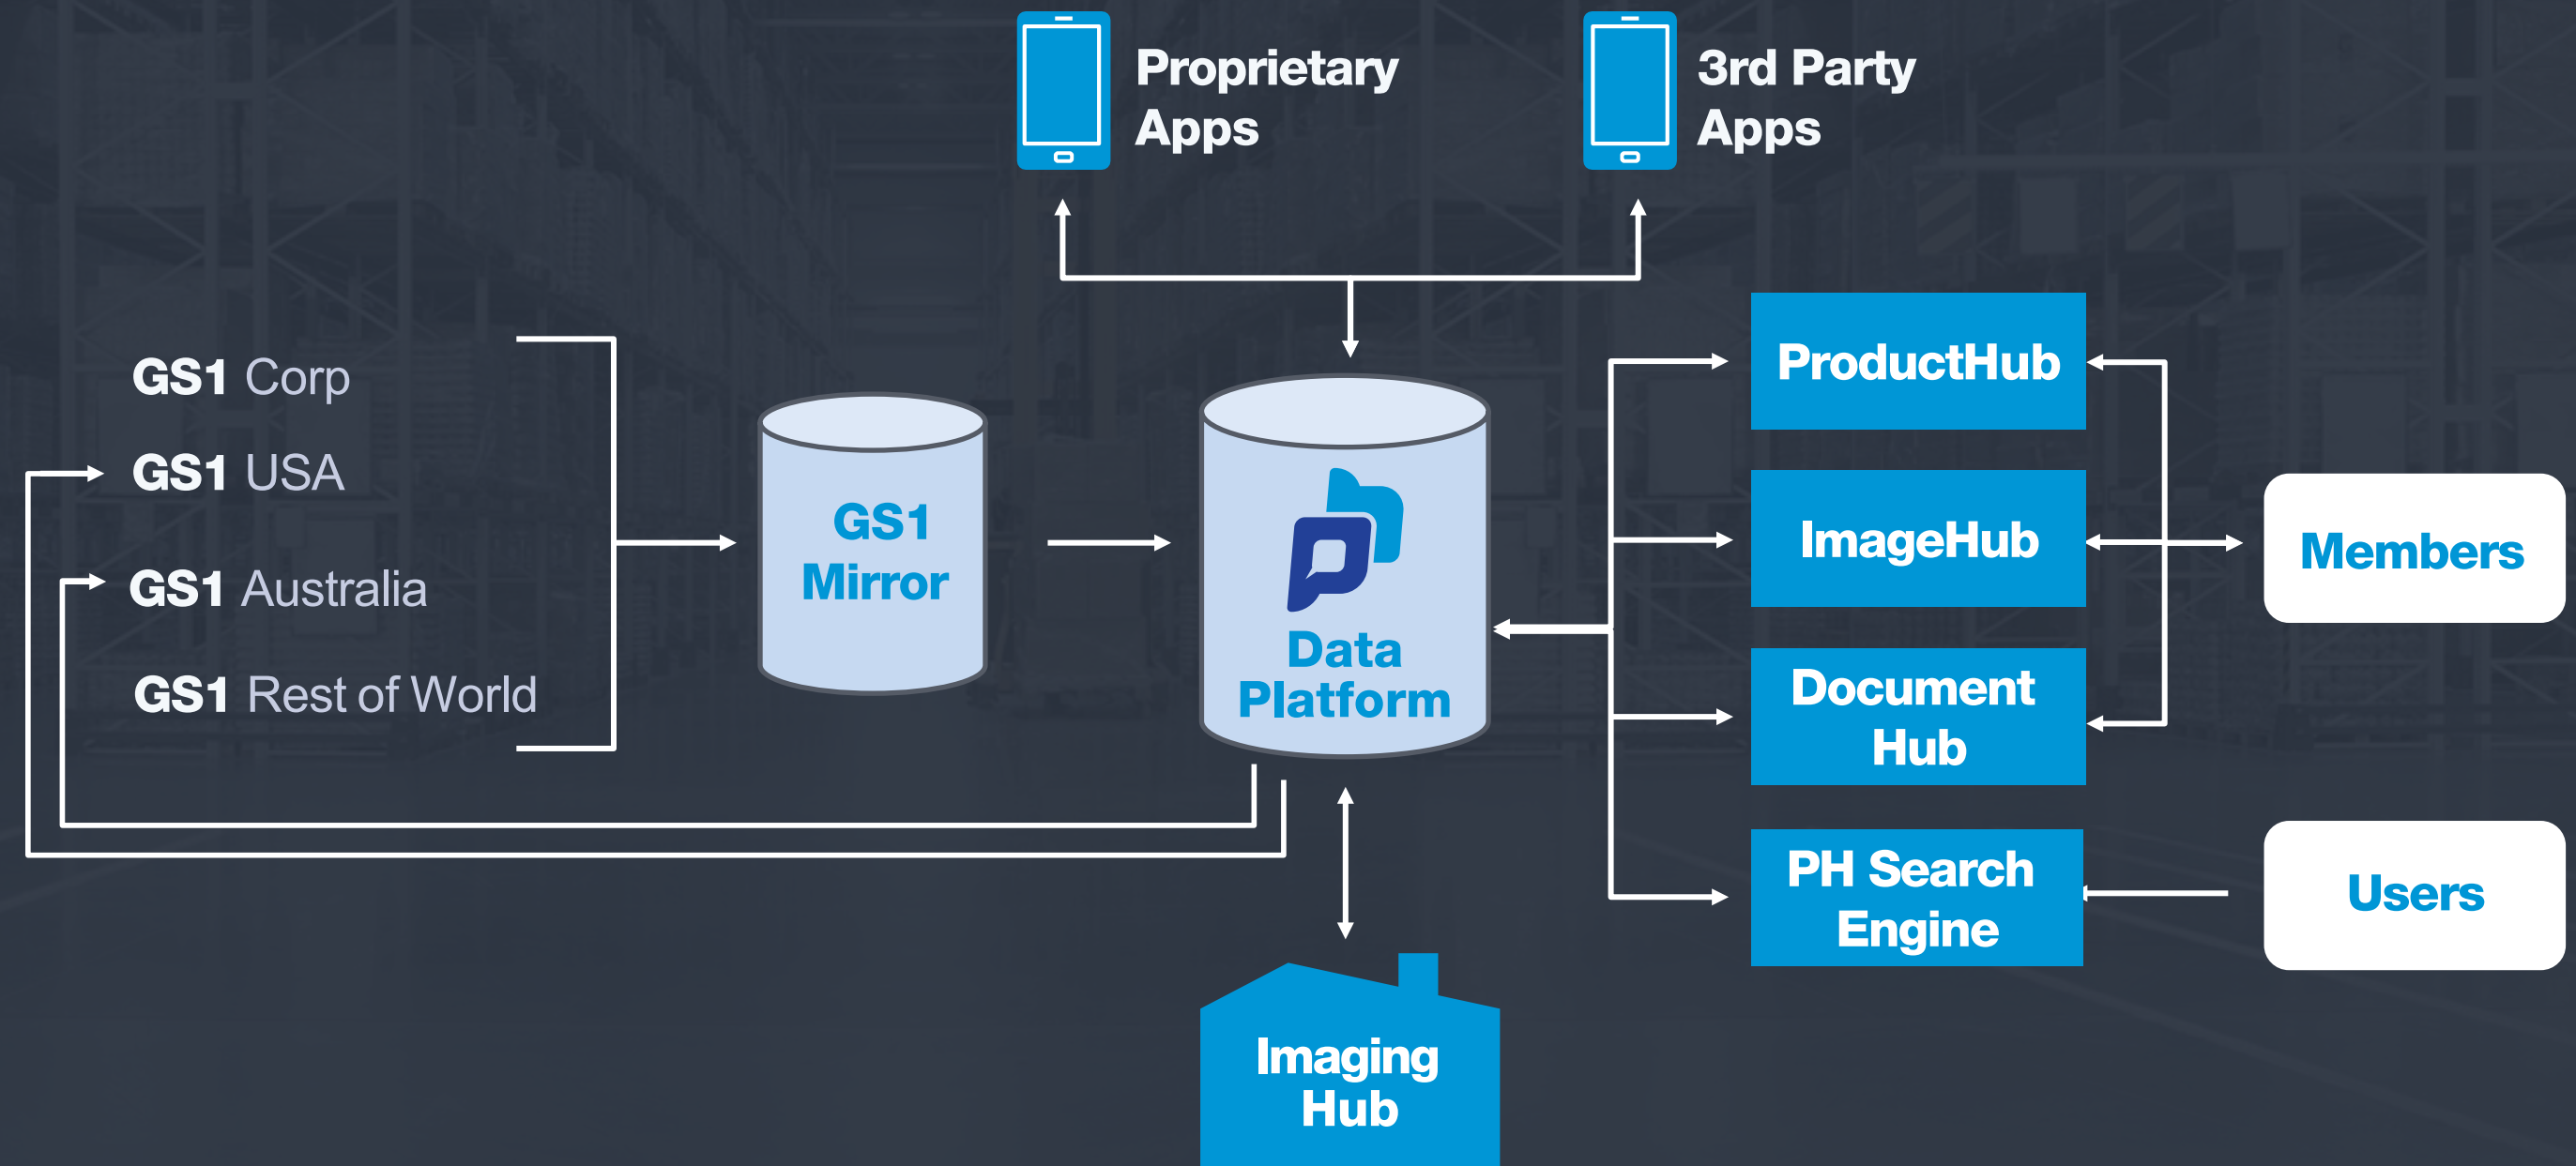 Proprietary
Apps
3rd Party
Apps
GS1 Corp
GS1 USA
GS1 Australia
GS1 Rest of World
GS1
Mirror
Data
Platform
ProductHub
ImageHub
Document
Hub
PH Search
Engine
Members
Users
Imaging
Hub